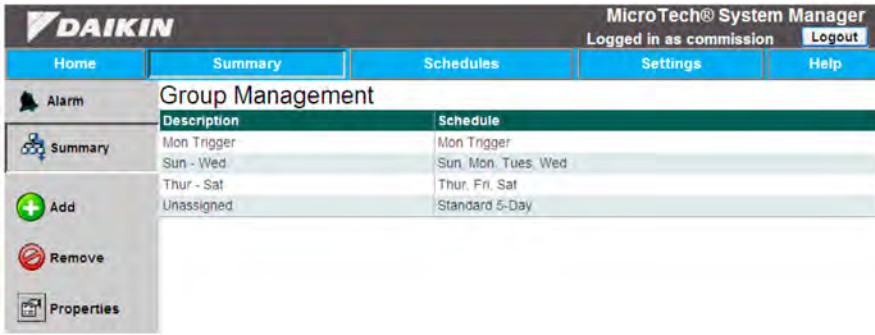 DAIKIN
MicroTech® System Manager
Logged in as commission Logout
Home Summary Schedules Settings Help
Alarm
Summary
Add
Remove
Properties
Group Management
Description Schedule
Mon Trigger Mon Trigger
Sun - Wed Sun, Mon, Tues, Wed
Thur - Sat Thur, Fri, Sat
Unassigned Standard 5-Day